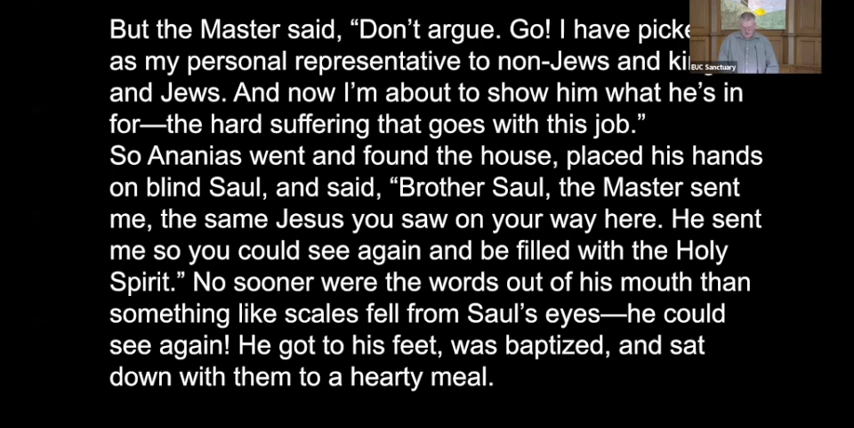 But the Master said, “Don’t argue. Go! I have picke
as my personal representative to non-Jews and ki
and Jews. And now I’m about to show him what he’s in
for—the hard suffering that goes with this job.”
So Ananias went and found the house, placed his hands
on blind Saul, and said, “Brother Saul, the Master sent
me, the same Jesus you saw on your way here. He sent
me so you could see again and be filled with the Holy
Spirit.” No sooner were the words out of his mouth than
something like scales fell from Saul’s eyes—he could
see again! He got to his feet, was baptized, and sat
down with them to a hearty meal.
EUC Sanctuary